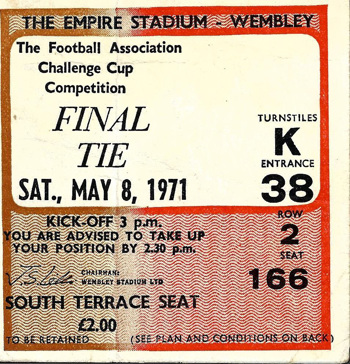 THE EMPIRE STADIUM - WEMBLEY
The Football Association
Challenge Cup
Competition
FINAL
TIE
SAT., MAY 8, 1971
TURNSTILES
K
ENTRANCE
38
ROW
2
SEAT
166
KICK-OFF 3 p.m.
YOU ARE ADVISED TO TAKE UP
YOUR POSITION BY 2.30 p.m.
CHAIRMAN:
WEMBLEY STADIUM LTD
SOUTH TERRACE SEAT
£2.00
TO BE RETAINED (SEE PLAN AND CONDITIONS ON BACK)